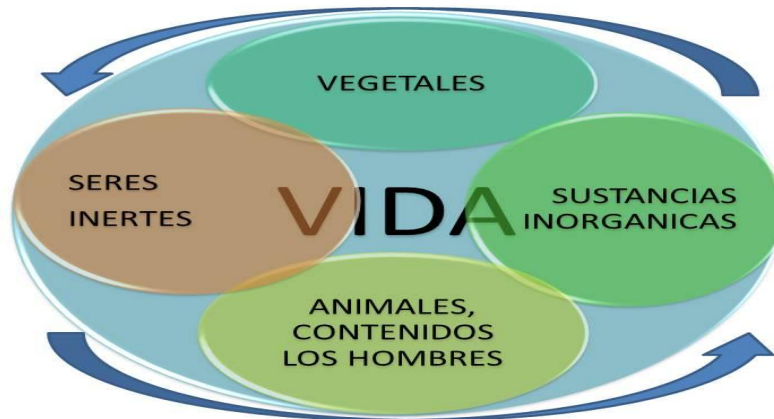 VEGETALES
SERES
INERTES
VIDA
SUSTANCIAS
INORGANICAS
ANIMALES,
CONTENIDOS
LOS HOMBRES